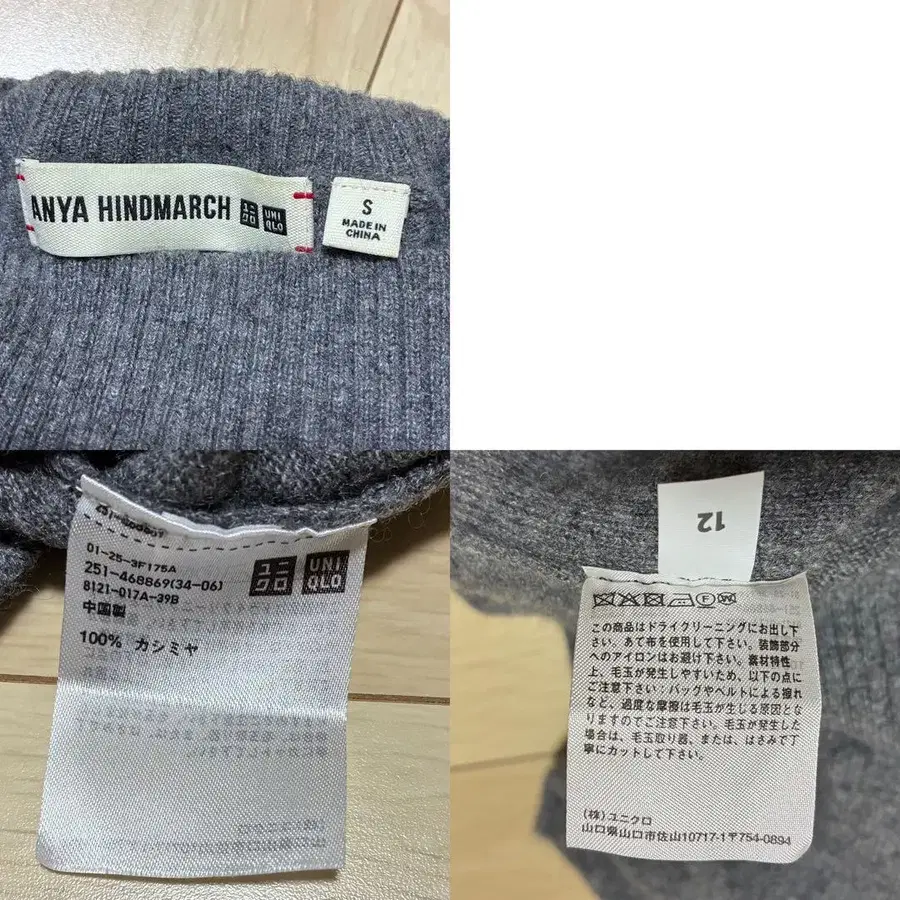 ANYA HINDMARCH ユニクロ UNIQLO
S
MADE IN
CHINA
01-25-3F175A
251-468869(34-06)
8121-017A-39B
中国製
100% カシミヤ
ユニクロ UNIQLO
12
この商品はドライクリーニングにお出し下
さい。あて布を使用して下さい。装飾部分
へのアイロンはお避け下さい。素材特性
上、毛玉が発生しやすいため、以下の点に
ご注意下さい:バッグやベルトによる擦れ
など、過度な摩擦は毛玉が生じる原因とな
りますのでご注意下さい。毛玉が発生した
場合は、毛玉取り器、または、はさみで丁
寧にカットして下さい。
(株)ユニクロ
山口県山口市佐山10717-1〒754-0894